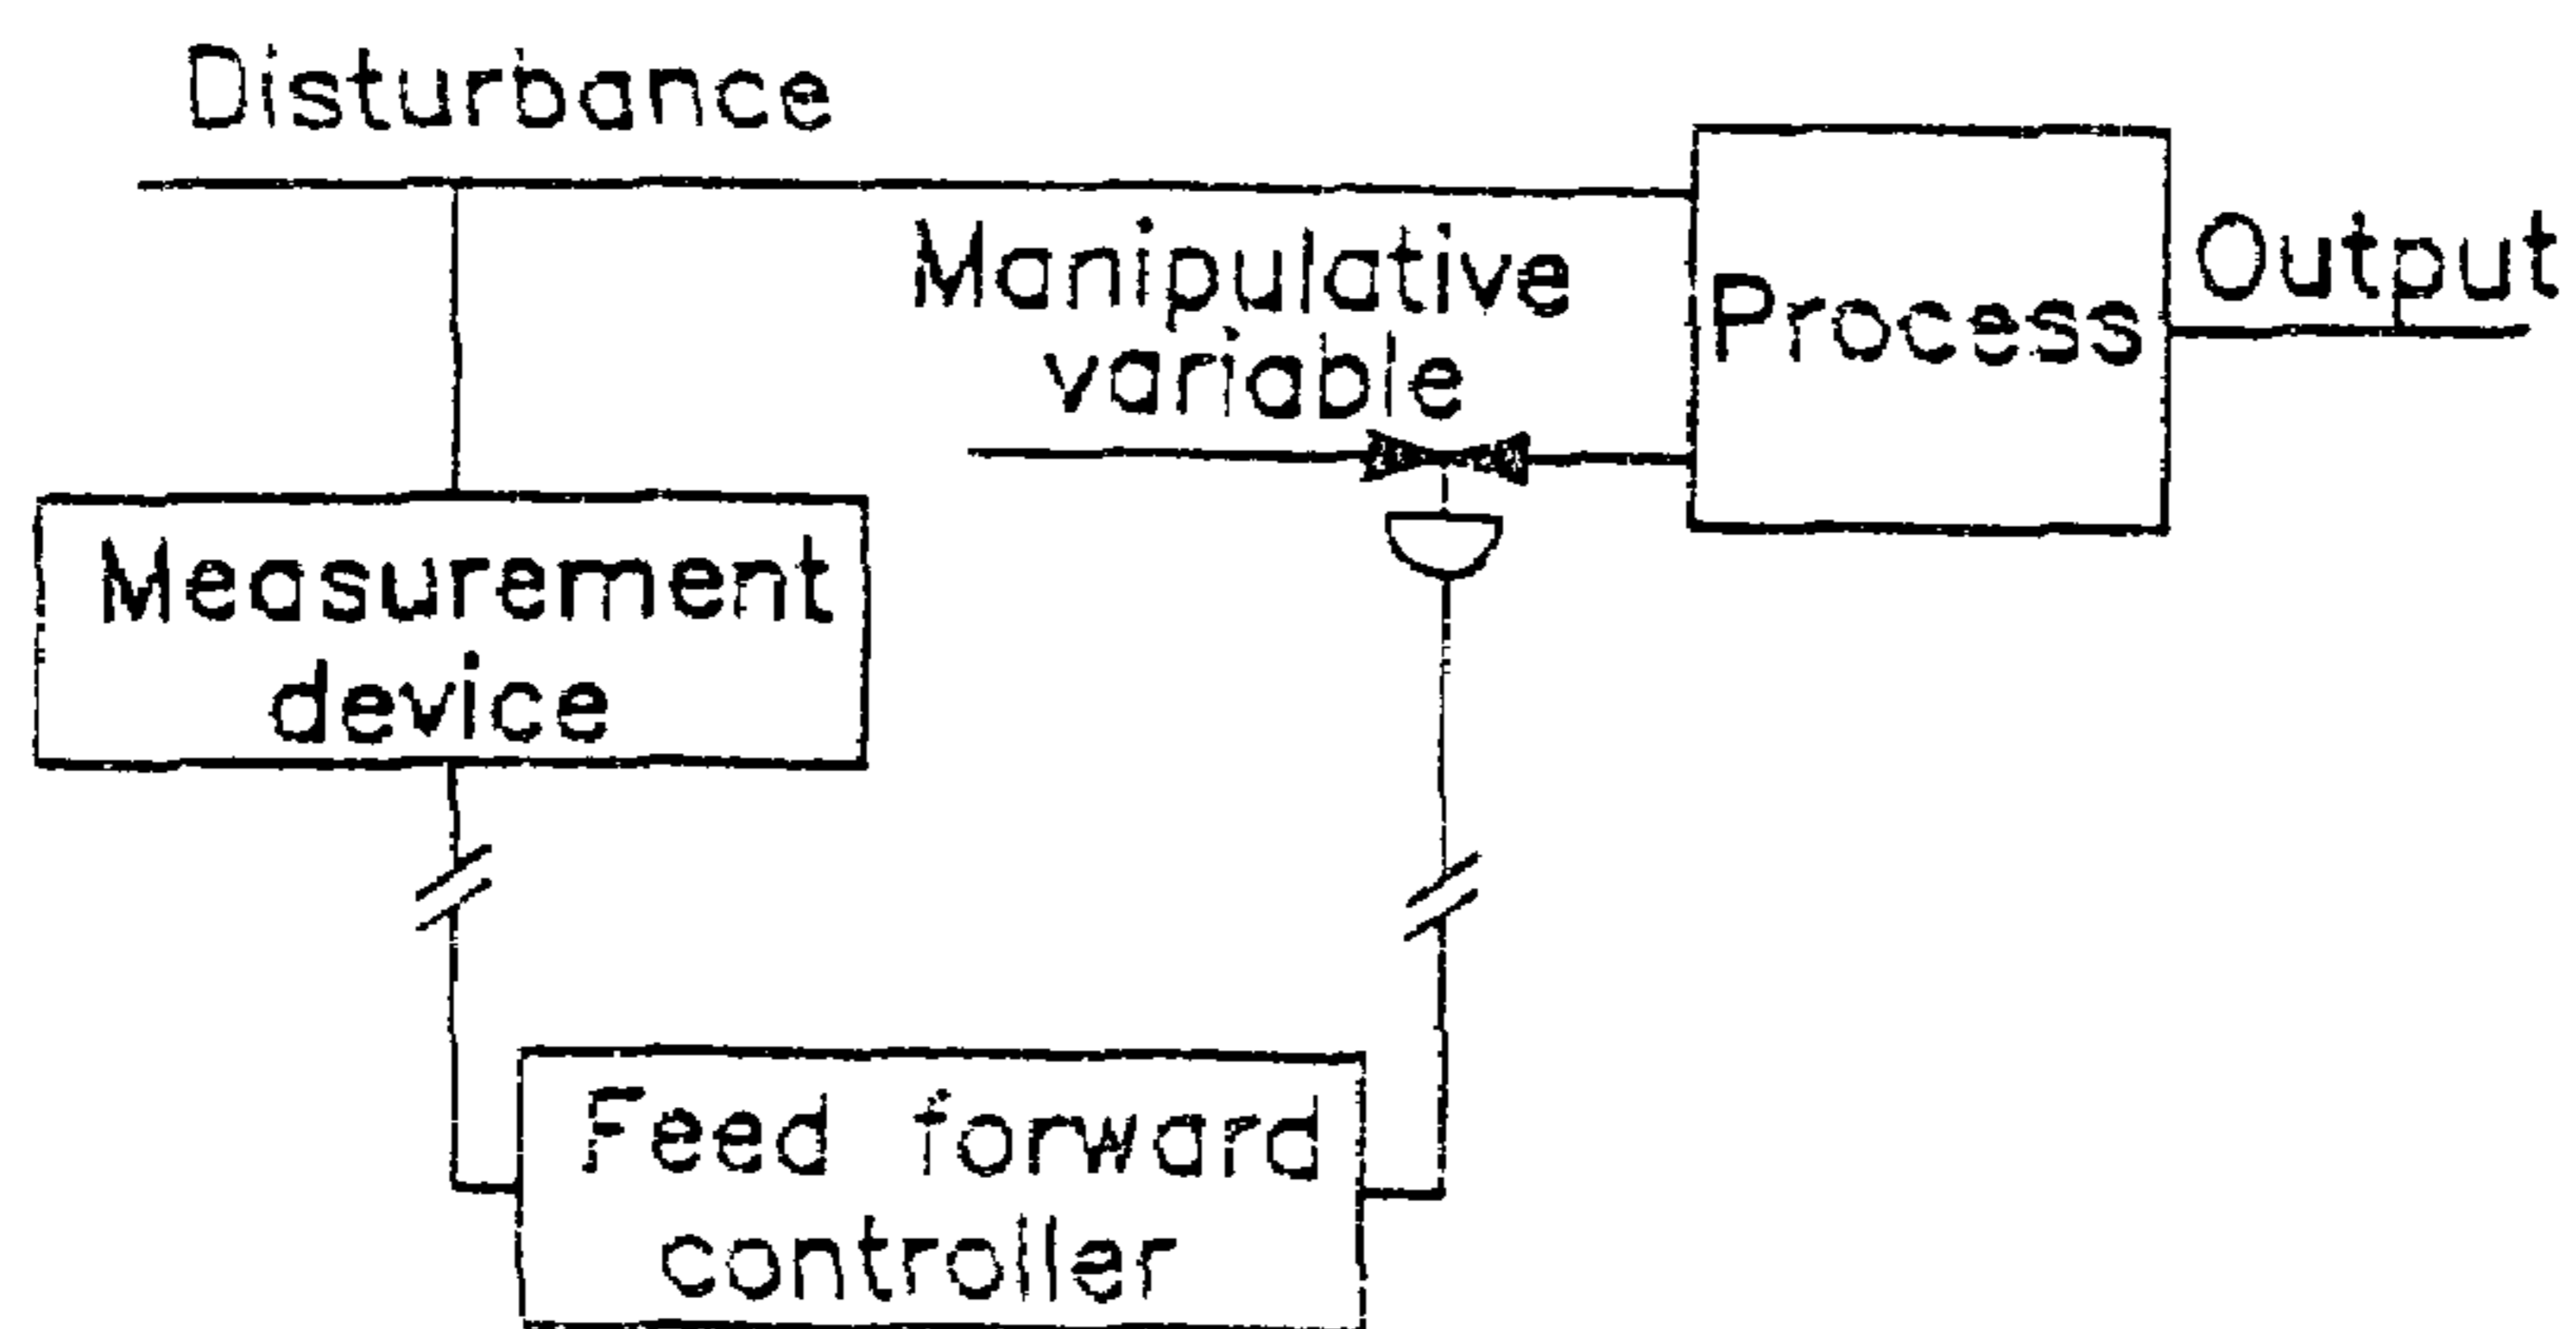 Disturbance
Manipulative
variable
Process
Output
Measurement
device
Feed forward
controller